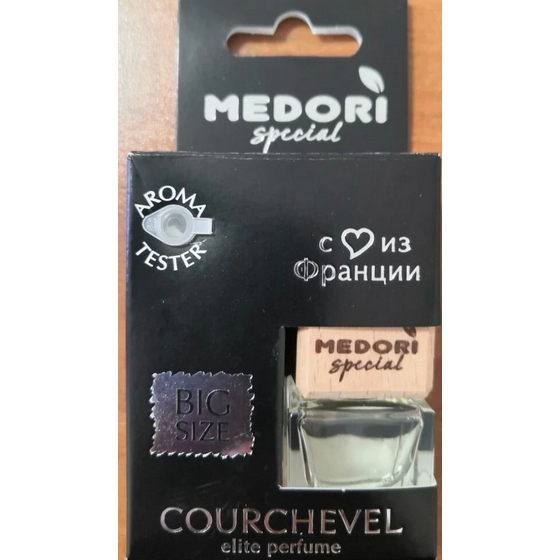 MEDORI
special
AROMA
TESTER
с из
Франции
MEDORI
special
BIG
SIZE
COURCHEVEL
elite perfume